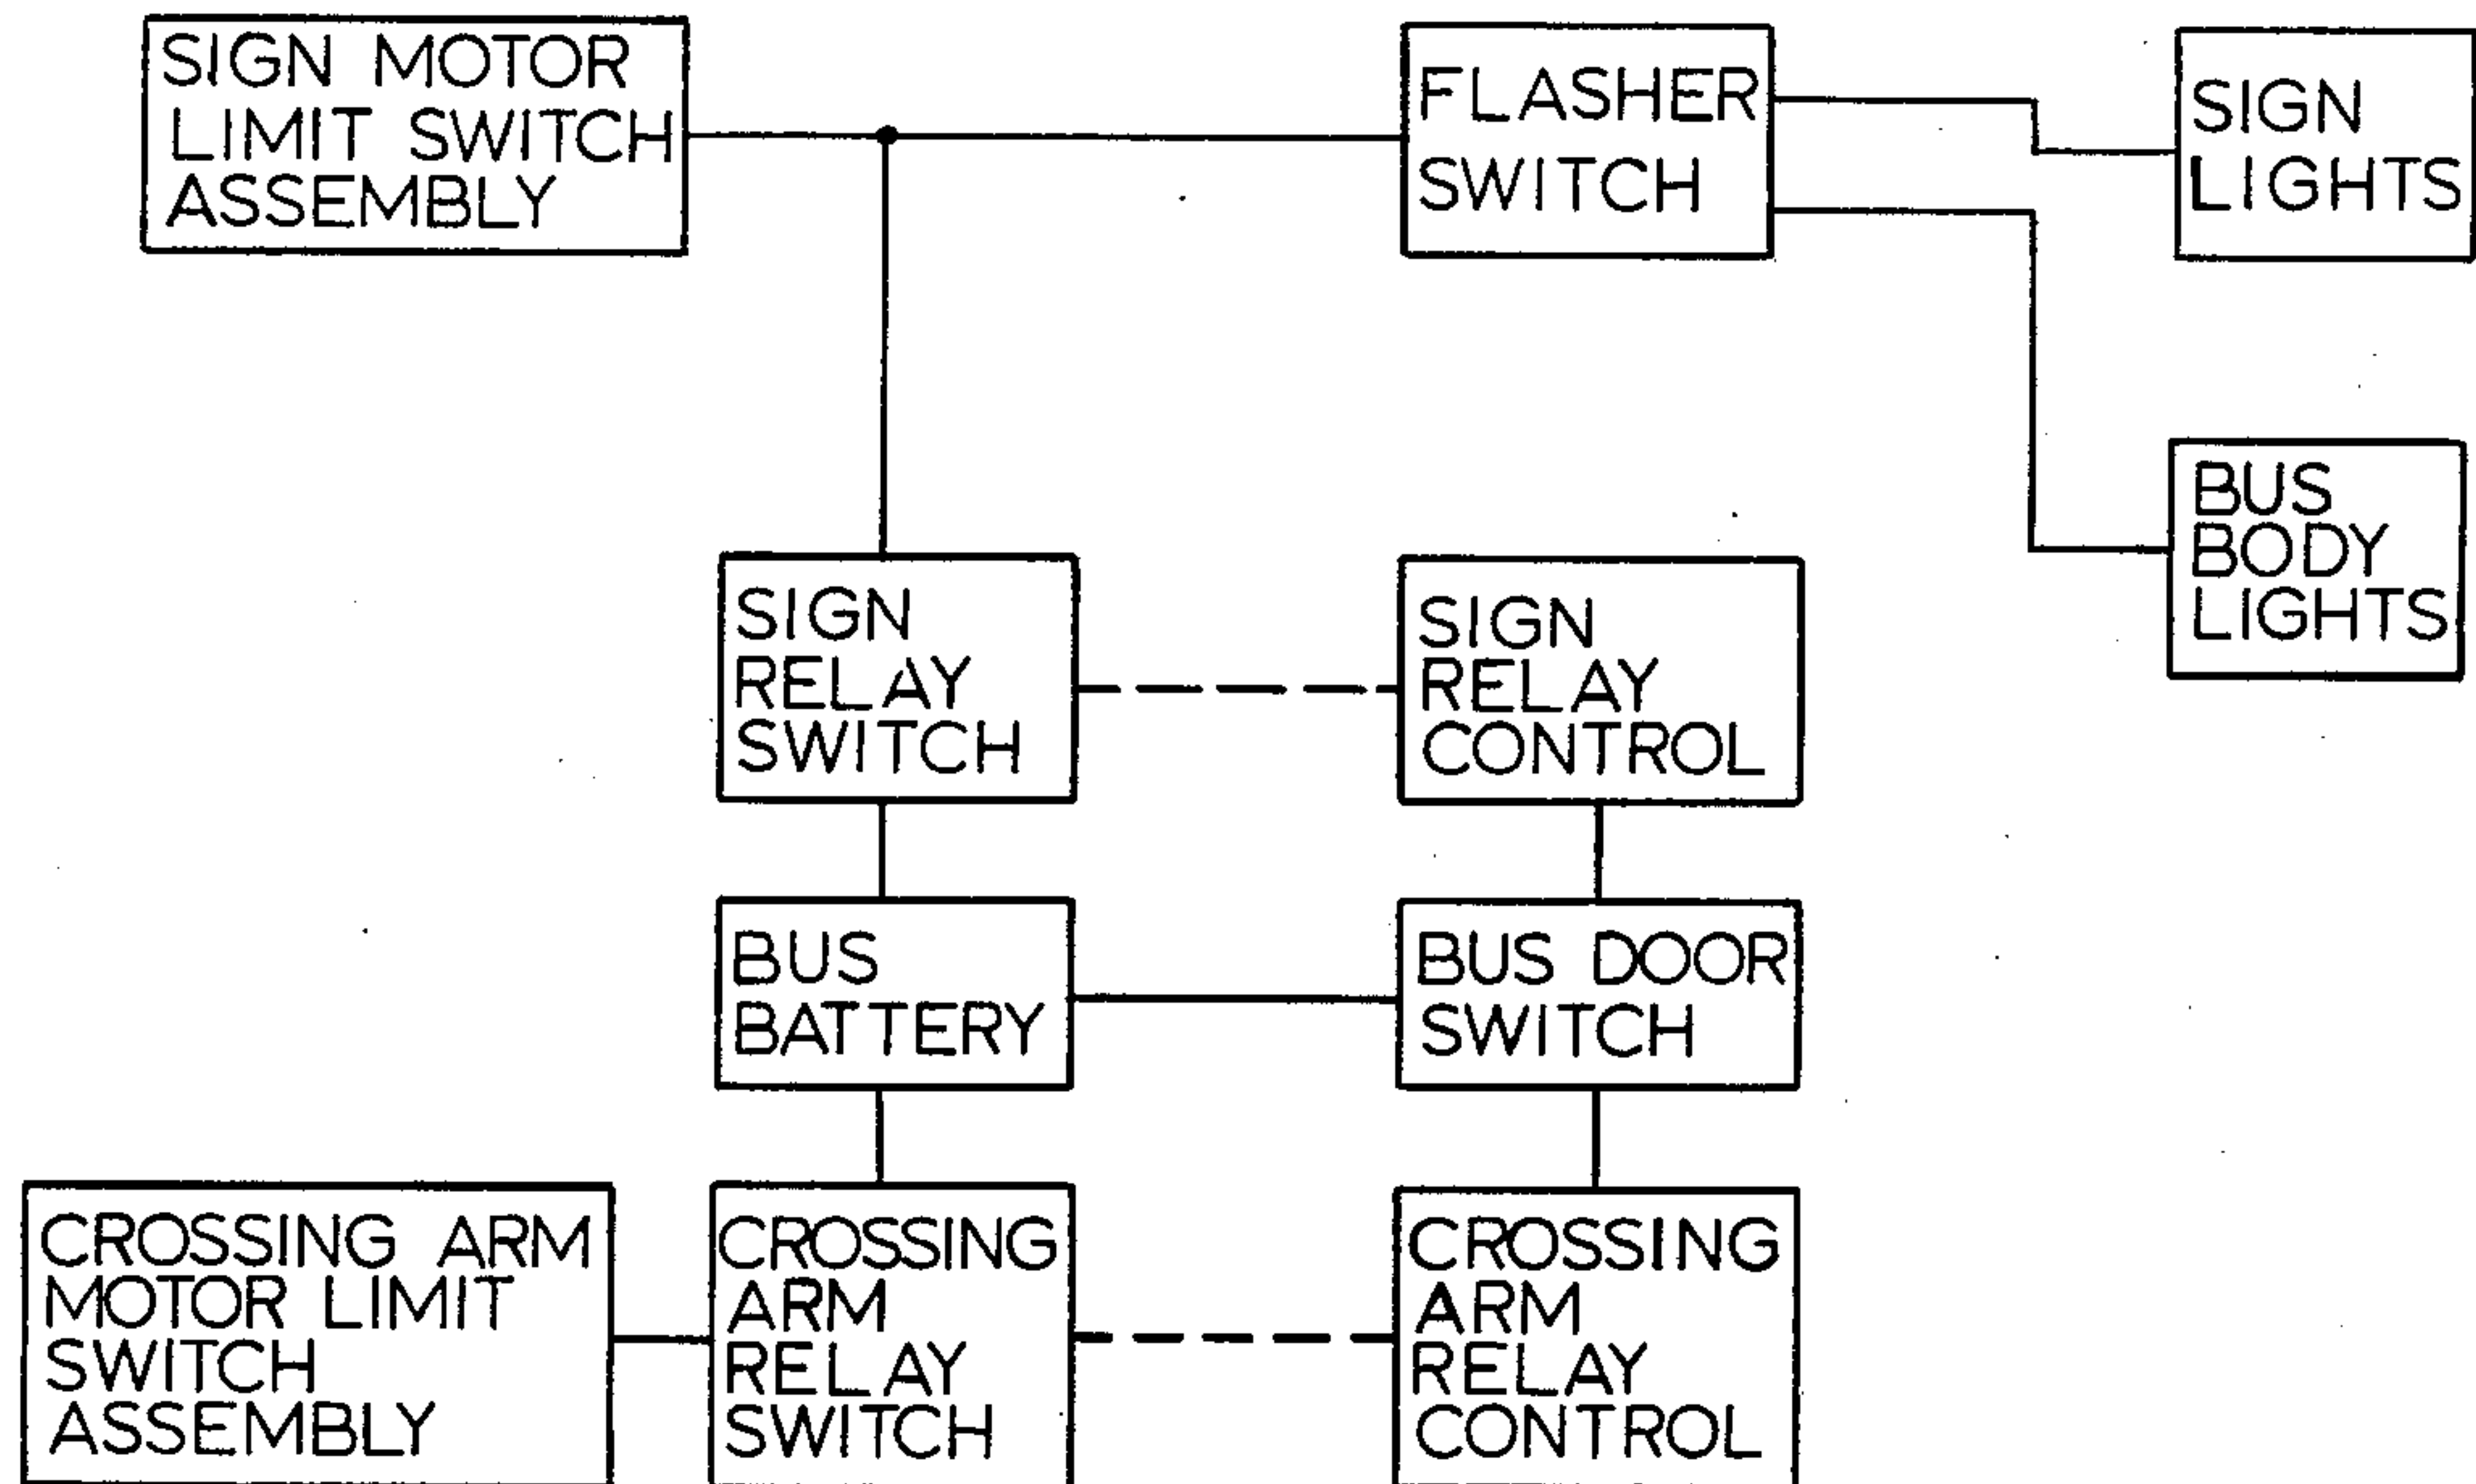 SIGN MOTOR
LIMIT SWITCH
ASSEMBLY
FLASHER
SWITCH
SIGN
LIGHTS
BUS
BODY
LIGHTS
SIGN
RELAY
SWITCH
SIGN
RELAY
CONTROL
BUS
BATTERY
BUS DOOR
SWITCH
CROSSING ARM
MOTOR LIMIT
SWITCH
ASSEMBLY
CROSSING
ARM
RELAY
SWITCH
CROSSING
ARM
RELAY
CONTROL